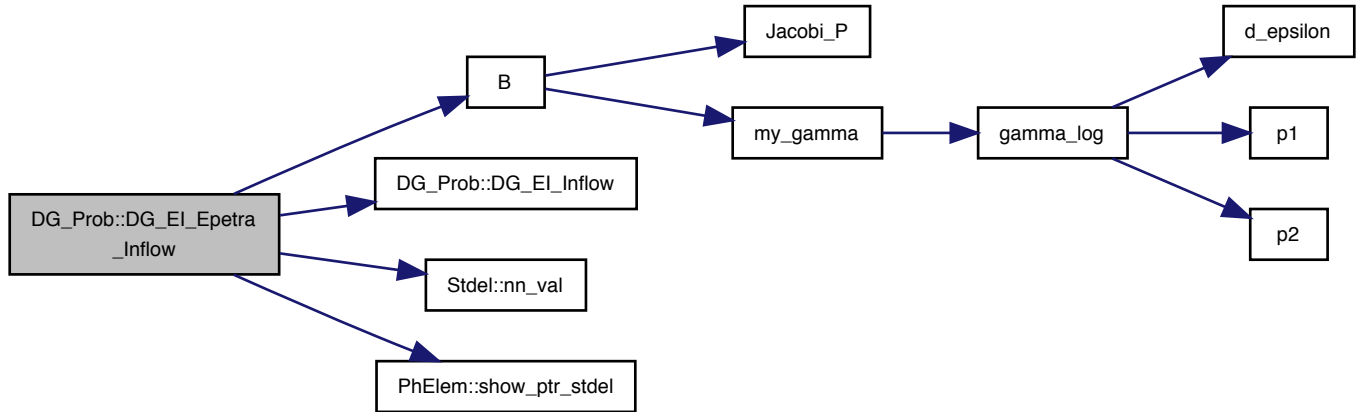 DG_Prob::DG_EI_Epetra
_Inflow
B
DG_Prob::DG_EI_Inflow
Stdel::nn_val
PhElem::show_ptr_stdel
Jacobi_P
my_gamma
gamma_log
d_epsilon
p1
p2